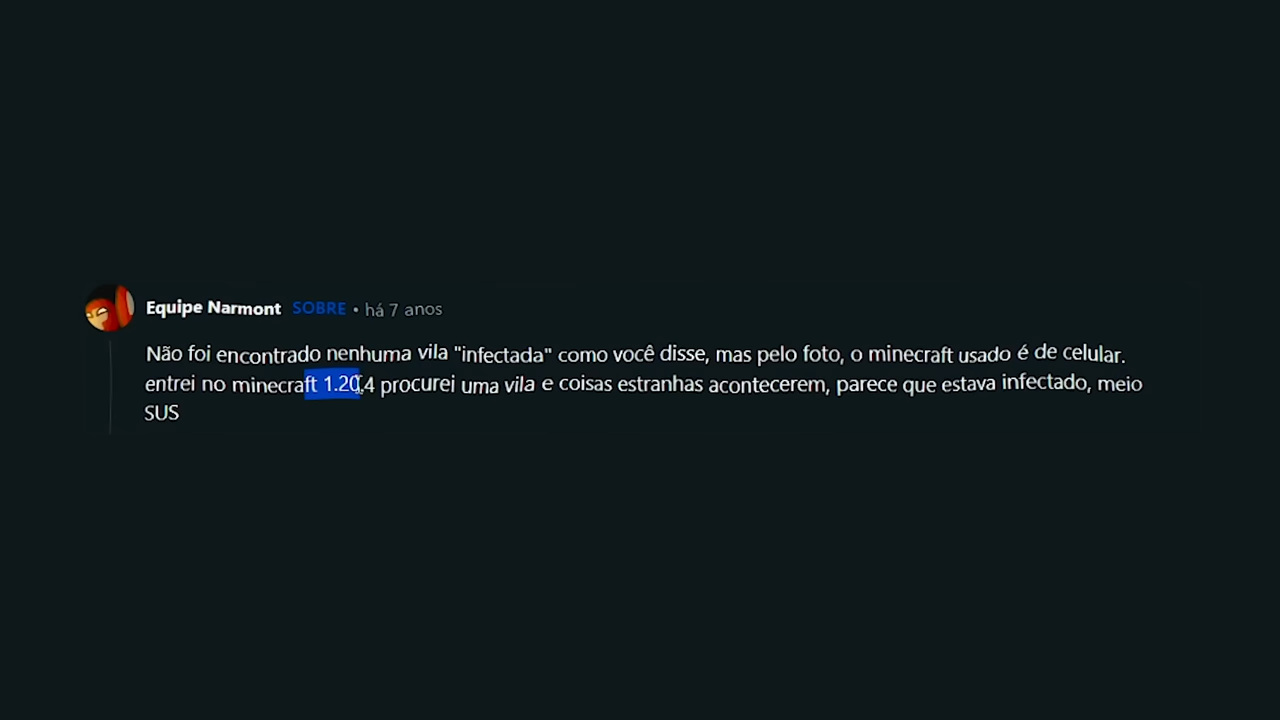 Equipe Narmont SOBRE • há 7 anos
Não foi encontrado nenhuma vila "infectada" como você disse, mas pelo foto, o minecraft usado é de celular.
entrei no minecraft 1.20.4 procurei uma vila e coisas estranhas acontecerem, parece que estava infectado, meio
SUS